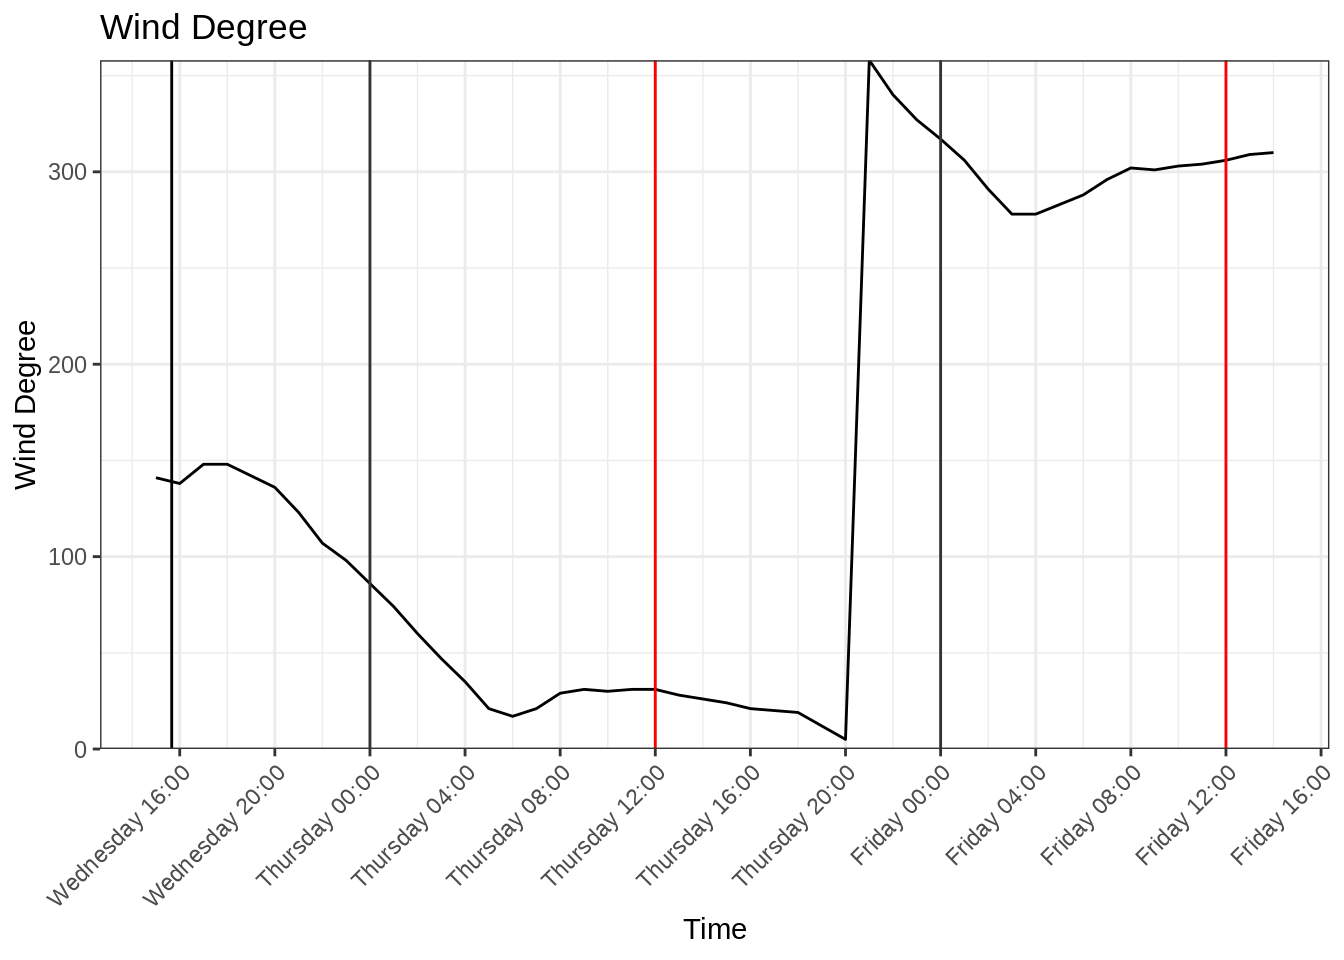 Wind Degree
Wind Degree
300
200
100
0
Wednesday 16:00
Wednesday 20:00
Thursday 00:00
Thursday 04:00
Thursday 08:00
Thursday 12:00
Thursday 16:00
Thursday 20:00
Friday 00:00
Friday 04:00
Friday 08:00
Friday 12:00
Friday 16:00
Time